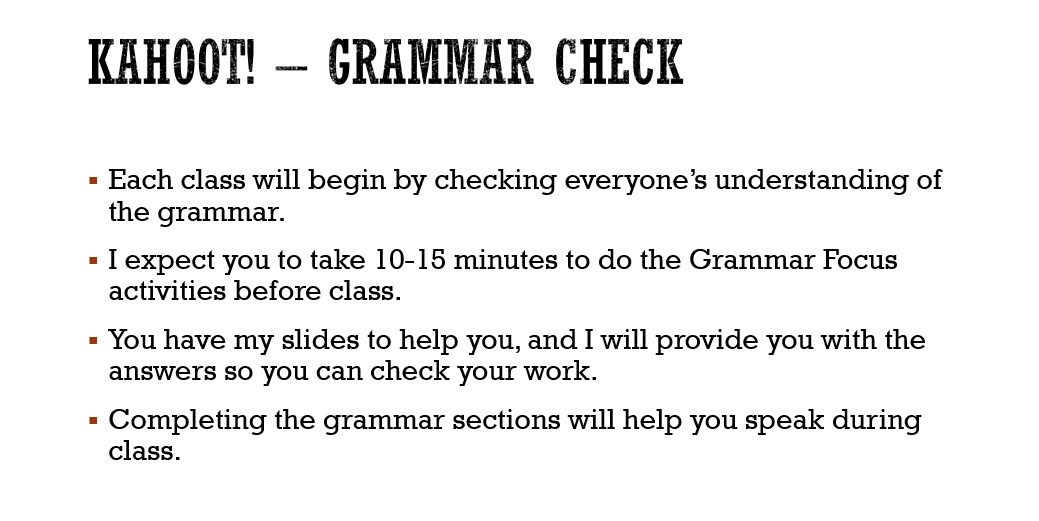 KAHOOT! – GRAMMAR CHECK
▪ Each class will begin by checking everyone’s understanding of
the grammar.
▪ I expect you to take 10-15 minutes to do the Grammar Focus
activities before class.
▪ You have my slides to help you, and I will provide you with the
answers so you can check your work.
▪ Completing the grammar sections will help you speak during
class.